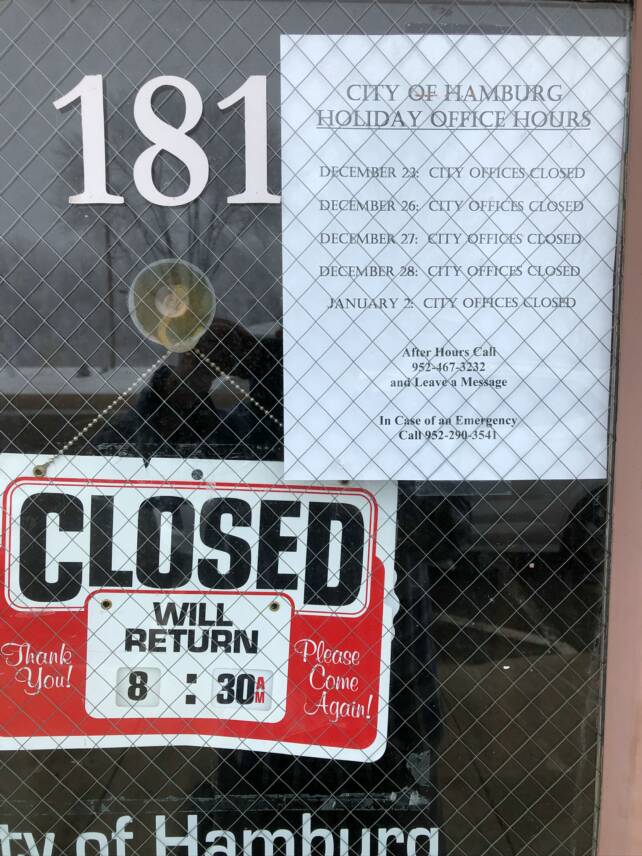 181
CITY OF HAMBURG
HOLIDAY OFFICE HOURS
DECEMBER 23: CITY OFFICES CLOSED
DECEMBER 26: CITY OFFICES CLOSED
DECEMBER 27: CITY OFFICES CLOSED
DECEMBER 28: CITY OFFICES CLOSED
JANUARY 2: CITY OFFICES CLOSED
After Hours Call
952-467-3232
and Leave a Message
In Case of an Emergency
Call 952-290-3541
CLOSED
WILL
RETURN
8 : 30 AM
Thank
You!
Please
Come
Again!
ty of Hamburg